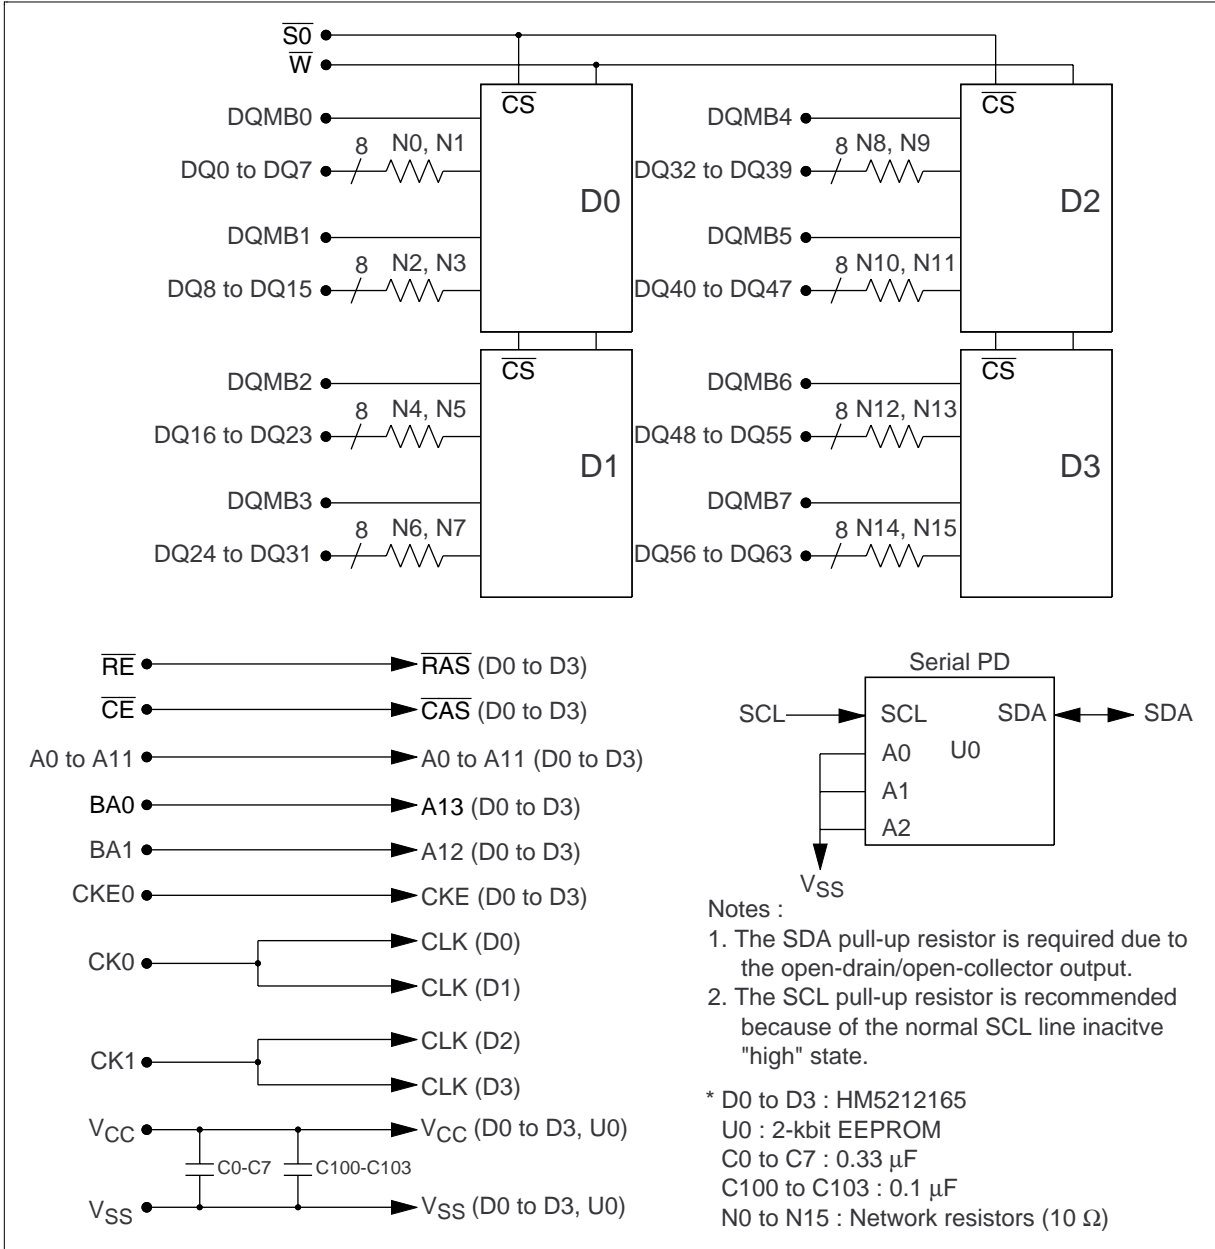 S̅0̅
W̅
C̅S̅
C̅S̅
DQMB0
DQMB4
8 N0, N1
8 N8, N9
DQ0 to DQ7
DQ32 to DQ39
D0
D2
DQMB1
DQMB5
8 N2, N3
8 N10, N11
DQ8 to DQ15
DQ40 to DQ47
C̅S̅
C̅S̅
DQMB2
DQMB6
8 N4, N5
8 N12, N13
DQ16 to DQ23
DQ48 to DQ55
D1
D3
DQMB3
DQMB7
8 N6, N7
8 N14, N15
DQ24 to DQ31
DQ56 to DQ63
R̅E̅ R̅A̅S̅ (D0 to D3)
C̅E̅ C̅A̅S̅ (D0 to D3)
A0 to A11 A0 to A11 (D0 to D3)
BA0 A13 (D0 to D3)
BA1 A12 (D0 to D3)
CKE0 CKE (D0 to D3)
CK0
CLK (D0)
CLK (D1)
CK1
CLK (D2)
CLK (D3)
VCC VCC (D0 to D3, U0)
C0-C7 C100-C103
VSS VSS (D0 to D3, U0)
Serial PD
SCL SCL SDA SDA
A0 U0
A1
A2
VSS
Notes :
1. The SDA pull-up resistor is required due to
the open-drain/open-collector output.
2. The SCL pull-up resistor is recommended
because of the normal SCL line inacitve
"high" state.
* D0 to D3 : HM5212165
U0 : 2-kbit EEPROM
C0 to C7 : 0.33 μF
C100 to C103 : 0.1 μF
N0 to N15 : Network resistors (10 Ω)